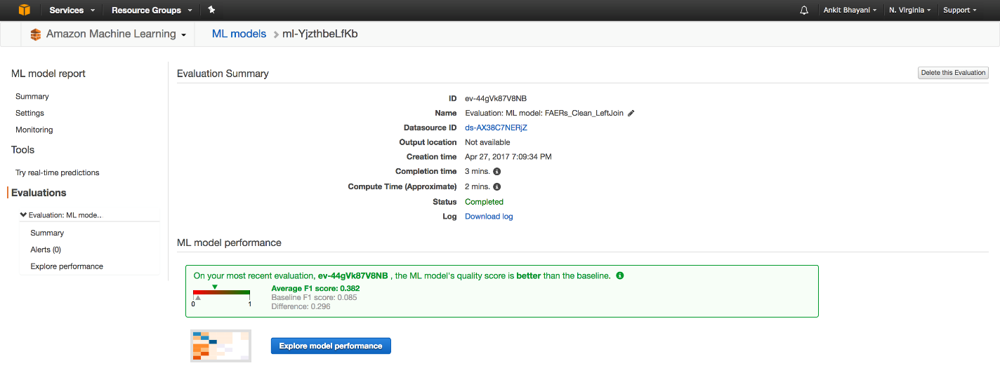 Services Resource Groups Ankit Bhayani N. Virginia Support
Amazon Machine Learning ML models ml-YjzthbeLfKb
ML model report
Summary
Settings
Monitoring
Tools
Try real-time predictions
Evaluations
Evaluation: ML mode...
Summary
Alerts (0)
Explore performance
Evaluation Summary Delete this Evaluation
ID ev-44gVk87V8NB
Name Evaluation: ML model: FAERs_Clean_LeftJoin
Datasource ID ds-AX38C7NERjZ
Output location Not available
Creation time Apr 27, 2017 7:09:34 PM
Completion time 3 mins.
Compute Time (Approximate) 2 mins.
Status Completed
Log Download log
ML model performance
On your most recent evaluation, ev-44gVk87V8NB , the ML model's quality score is better than the baseline.
Average F1 score: 0.382
Baseline F1 score: 0.085
Difference: 0.296
0 1
Explore model performance